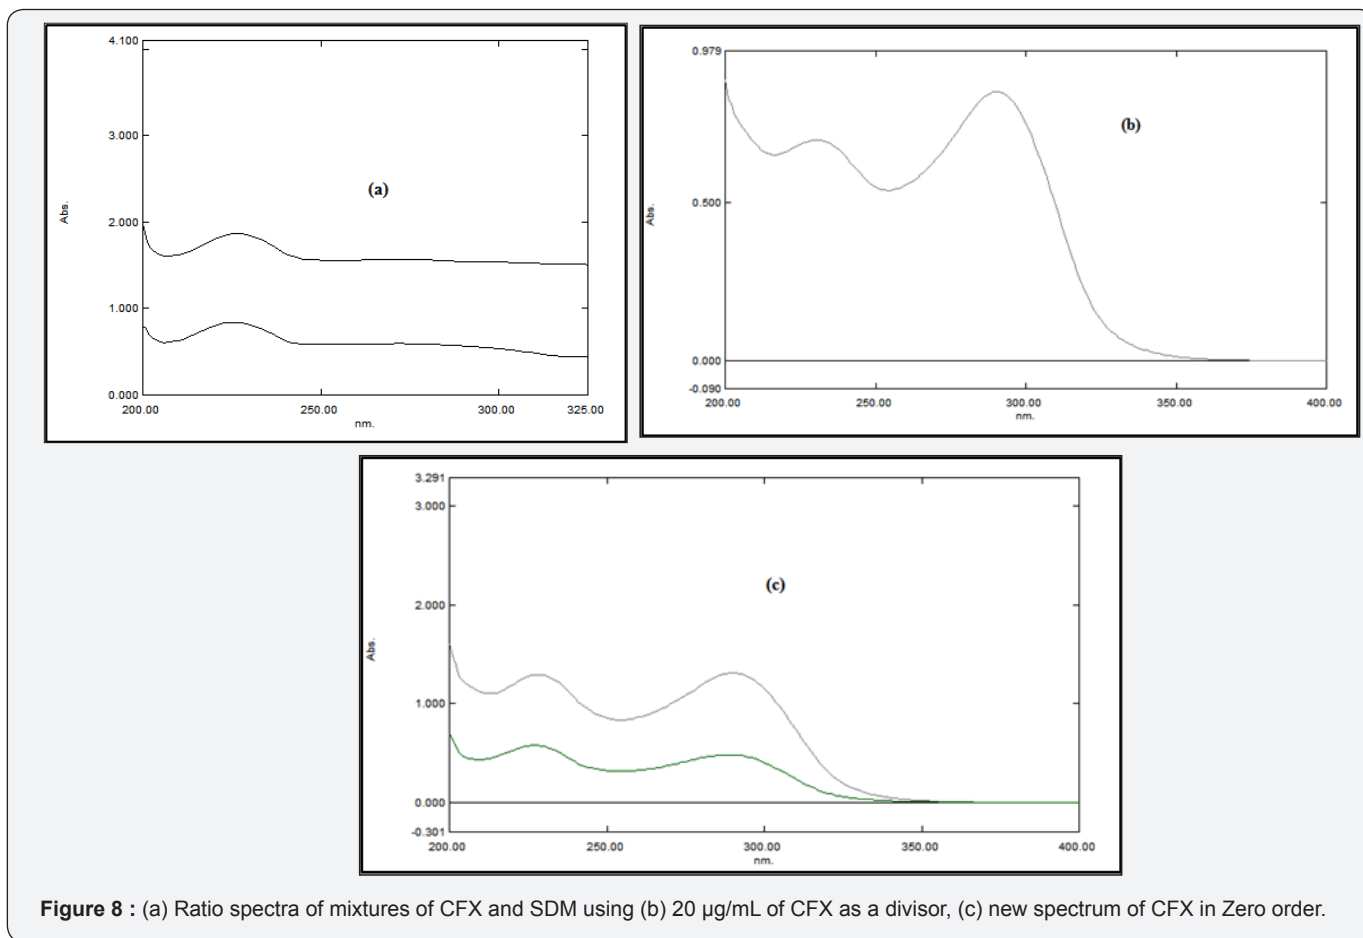 4.100
3.000
(a)
Abs.
2.000
1.000
0.000
200.00 250.00 300.00 325.00
nm.
0.979
(b)
0.500
Abs.
0.000
-0.090
200.00 250.00 300.00 350.00 400.00
nm.
3.291
3.000
(c)
2.000
Abs.
1.000
0.000
-0.301
200.00 250.00 300.00 350.00 400.00
nm.
Figure 8 : (a) Ratio spectra of mixtures of CFX and SDM using (b) 20 µg/mL of CFX as a divisor, (c) new spectrum of CFX in Zero order.